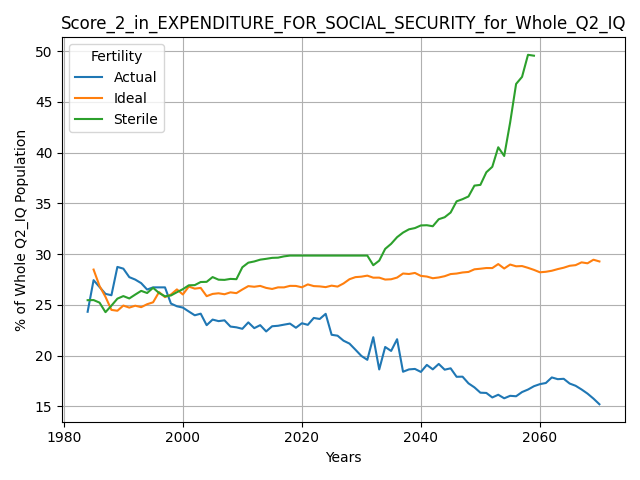 Score_2_in_EXPENDITURE_FOR_SOCIAL_SECURITY_for_Whole_Q2_IQ
Fertility
Actual
Ideal
Sterile
% of Whole Q2_IQ Population
50
45
40
35
30
25
20
15
1980
2000
2020
2040
2060
Years